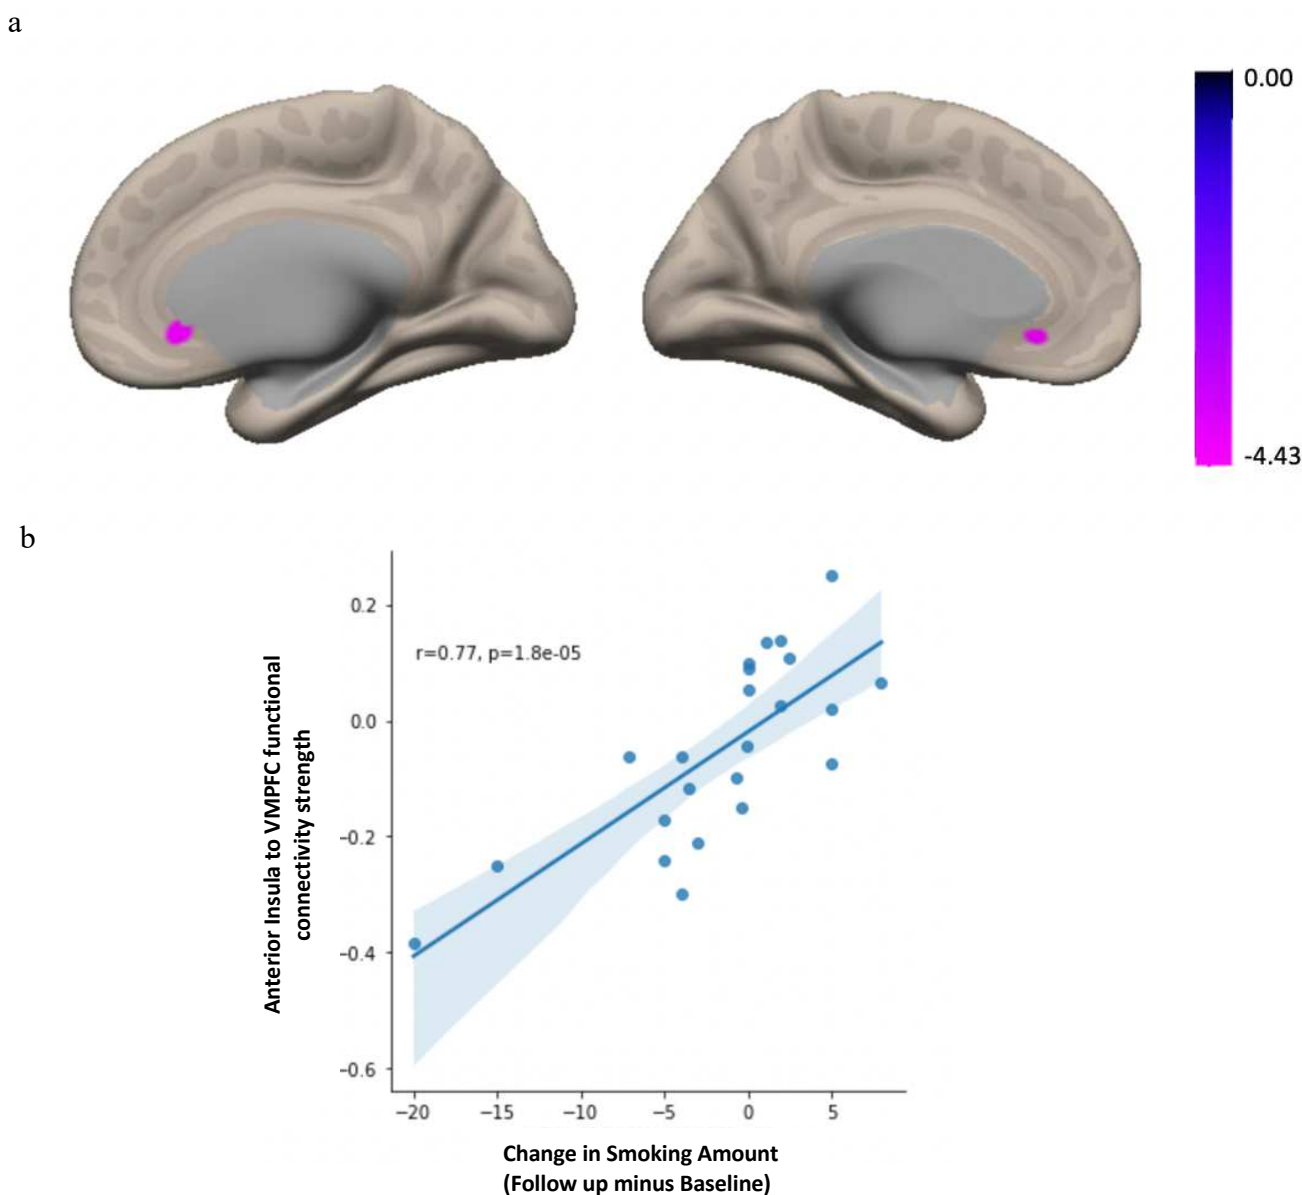 a
0.00
-4.43
b
0.2
0.0
−0.2
−0.4
−0.6
r=0.77, p=1.8e-05
Anterior Insula to VMPFC functional
connectivity strength
−20 −15 −10 −5 0 5
Change in Smoking Amount
(Follow up minus Baseline)